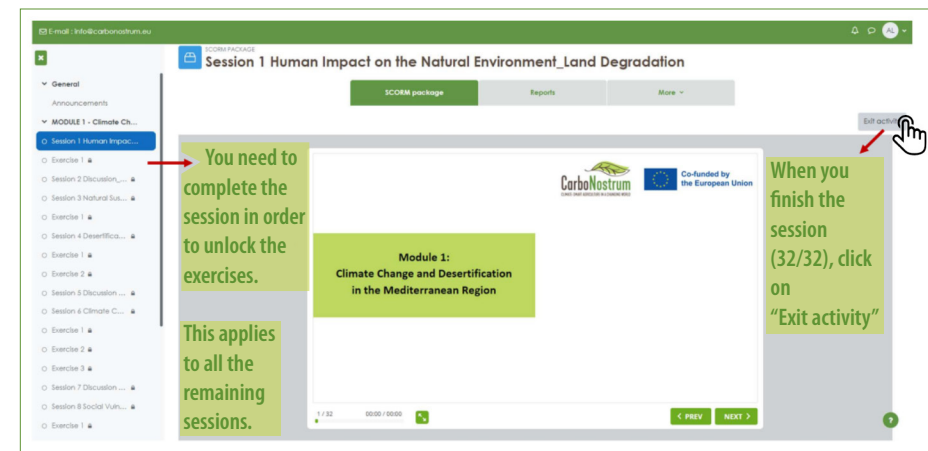 E-mail : Info@carbonostrum.eu
AL
SCORM PACKAGE
Session 1 Human Impact on the Natural Environment_Land Degradation
General
Announcements
MODULE 1 - Climate Ch...
Session 1 Human Impac...
Exercise 1
Session 2 Discussion_...
Session 3 Natural Sus...
Exercise 1
Session 4 Desertifica...
Exercise 1
Exercise 2
Session 5 Discussion ...
Session 6 Climate C...
Exercise 1
Exercise 2
Exercise 3
Session 7 Discussion ...
Session 8 Social Vuln...
Exercise 1
SCORM package
Reports
More
Exit activity
You need to
complete the
session in order
to unlock the
exercises.
This applies
to all the
remaining
sessions.
CarboNostrum
Co-funded by
the European Union
Module 1:
Climate Change and Desertification
in the Mediterranean Region
1 / 32
00:00 / 00:00
< PREV
NEXT >
When you
finish the
session
(32/32), click
on
“Exit activity”
?